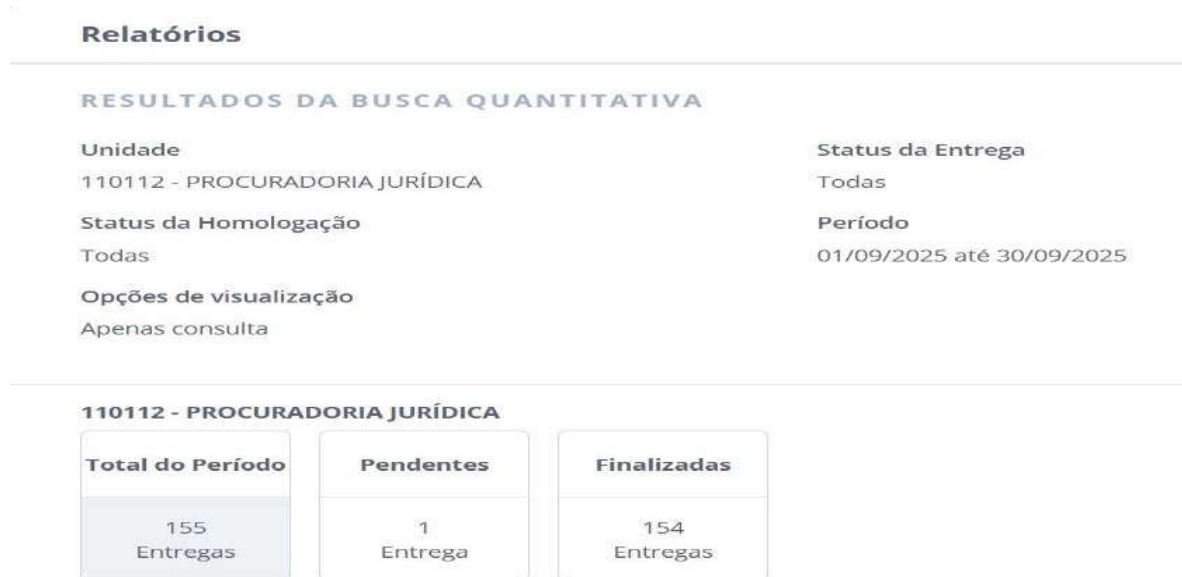 Relatórios
RESULTADOS DA BUSCA QUANTITATIVA
Unidade
110112 - PROCURADORIA JURÍDICA
Status da Entrega
Todas
Status da Homologação
Todas
Período
01/09/2025 até 30/09/2025
Opções de visualização
Apenas consulta
110112 - PROCURADORIA JURÍDICA
Total do Período
155
Entregas
Pendentes
1
Entrega
Finalizadas
154
Entregas